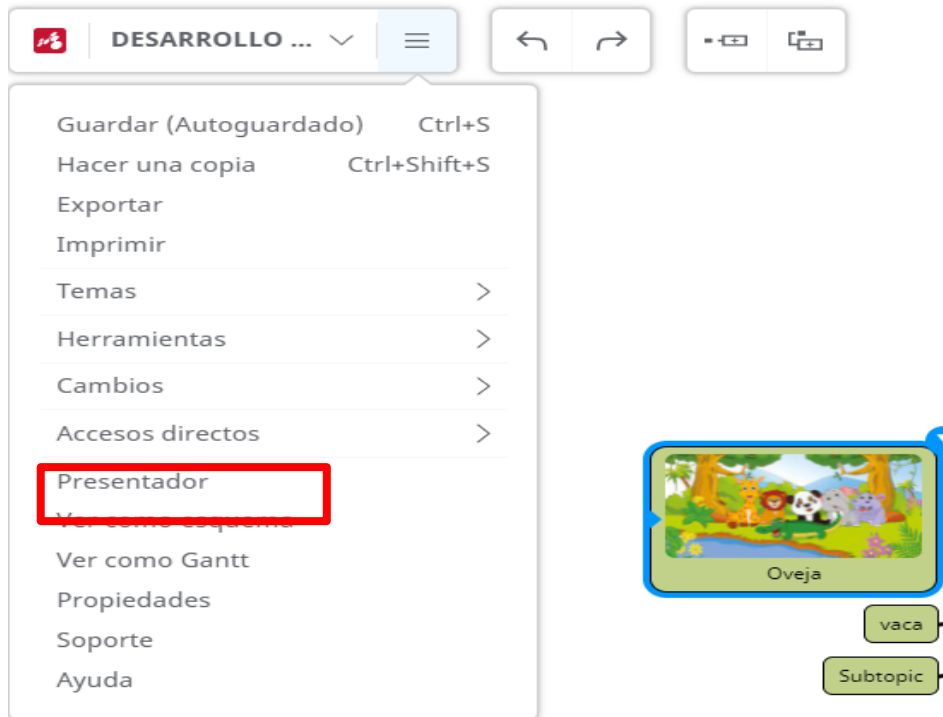 DESARROLLO ...
Guardar (Autoguardado) Ctrl+S
Hacer una copia Ctrl+Shift+S
Exportar
Imprimir
Temas
Herramientas
Cambios
Accesos directos
Presentador
Ver como esquema
Ver como Gantt
Propiedades
Soporte
Ayuda
Oveja
vaca
Subtopic